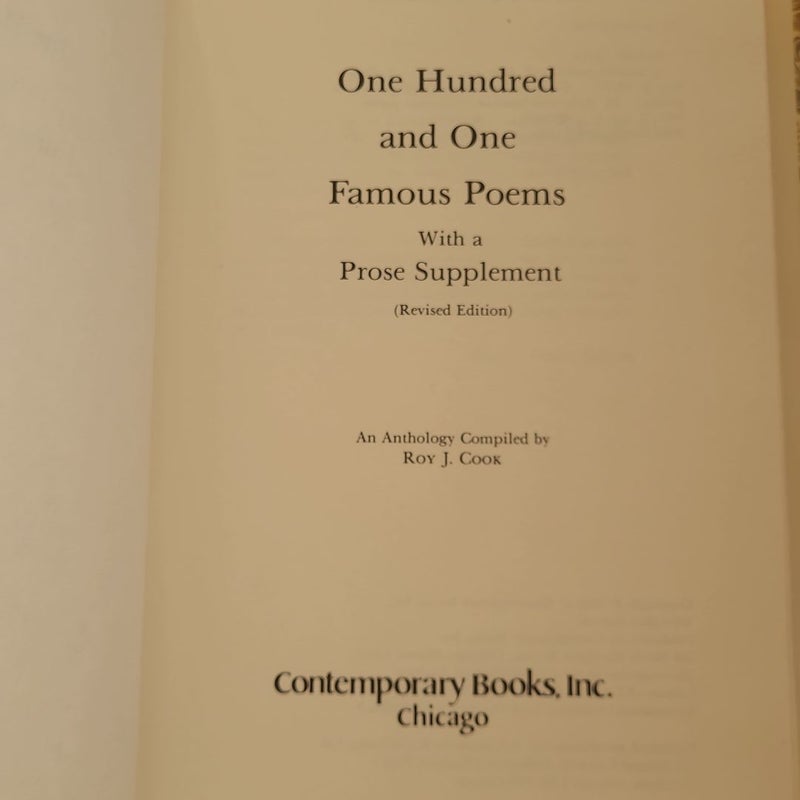 One Hundred
and One
Famous Poems
With a
Prose Supplement
(Revised Edition)
An Anthology Compiled by
Roy J. Cook
Contemporary Books, Inc.
Chicago